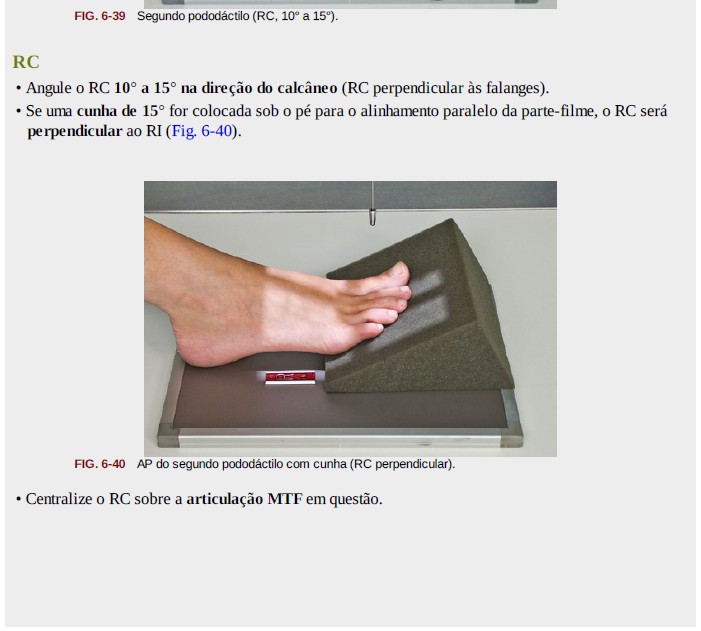 FIG. 6-39 Segundo pododáctilo (RC, 10° a 15°).
RC
• Angule o RC 10° a 15° na direção do calcâneo (RC perpendicular às falanges).
• Se uma cunha de 15° for colocada sob o pé para o alinhamento paralelo da parte-filme, o RC será
perpendicular ao RI (Fig. 6-40).
FIG. 6-40 AP do segundo pododáctilo com cunha (RC perpendicular).
• Centralize o RC sobre a articulação MTF em questão.